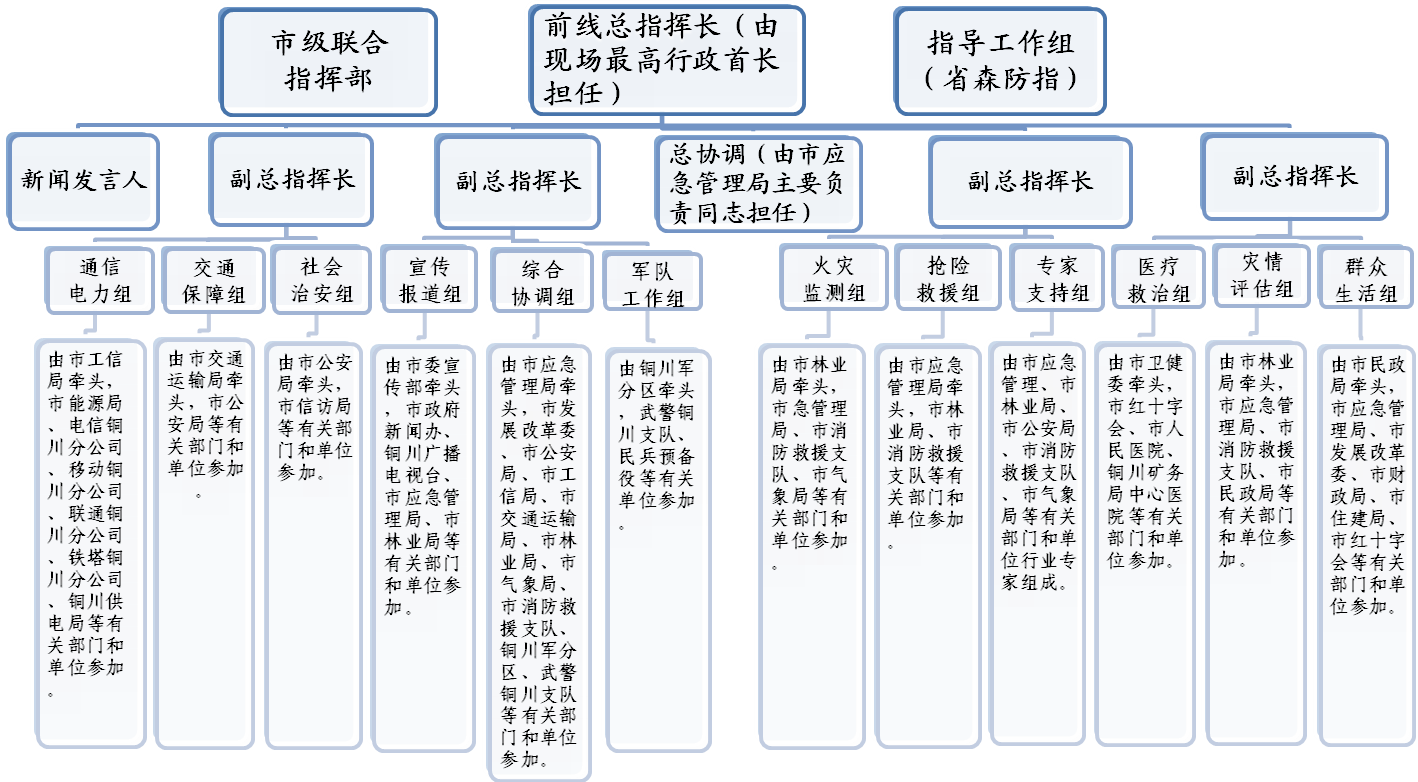 市级联合
指挥部
前线总指挥长（由
现场最高行政首长
担任）
指导工作组
（省森防指）
新闻发言人
副总指挥长
副总指挥长
总协调（由市应
急管理局主要负
责同志担任）
副总指挥长
副总指挥长
通信
电力组
交通
保障组
社会
治安组
宣传
报道组
综合
协调组
军队
工作组
火灾
监测组
抢险
救援组
专家
支持组
医疗
救治组
灾情
评估组
群众
生活组
由市工信
局牵头，
市能源局
、电信铜
川分公司
、移动铜
川分公司
、联通铜
川分公司
、铁塔铜
川分公司
、铜川供
电局等有
关部门和
单位参加
。
由市交通
运输局牵
头，市公
安局等有
关部门和
单位参加
。
由市公安
局牵头，
市信访局
等有关部
门和单位
参加。
由市委宣
传部牵头
，市政府
新闻办、
铜川广播
电视台、
市应急管
理局、市
林业局等
有关部门
和单位参
加。
由市应急
管理局牵
头，市发
展改革委
、市公安
局、市工
信局、市
交通运输
局、市林
业局、市
气象局、
市消防救
援支队、
铜川军分
区、武警
铜川支队
等有关部
门和单位
参加。
由铜川军
分区牵头
，武警铜
川支队、
民兵预备
役等有关
单位参加
。
由市林业
局牵头，
市急管理
局、市消
防救援支
队、市气
象局等有
关部门和
单位参加
。
由市应急
管理局牵
头，市林
业局、市
消防救援
支队等有
关部门和
单位参加
。
由市应急
管理、市
林业局、
市公安局
、市消防
救援支队
、市气象
局等有关
部门和单
位行业专
家组成。
由市卫健
委牵头，
市红十字
会、市人
民医院、
铜川矿务
局中心医
院等有关
部门和单
位参加。
由市林业
局牵头，
市应急管
理局、市
消防救援
支队、市
民政局等
有关部门
和单位参
加。
由市民政
局牵头，
市应急管
理局、市
发展改革
委、市财
政局、市
住建局、
市红十字
会等有关
部门和单
位参加。